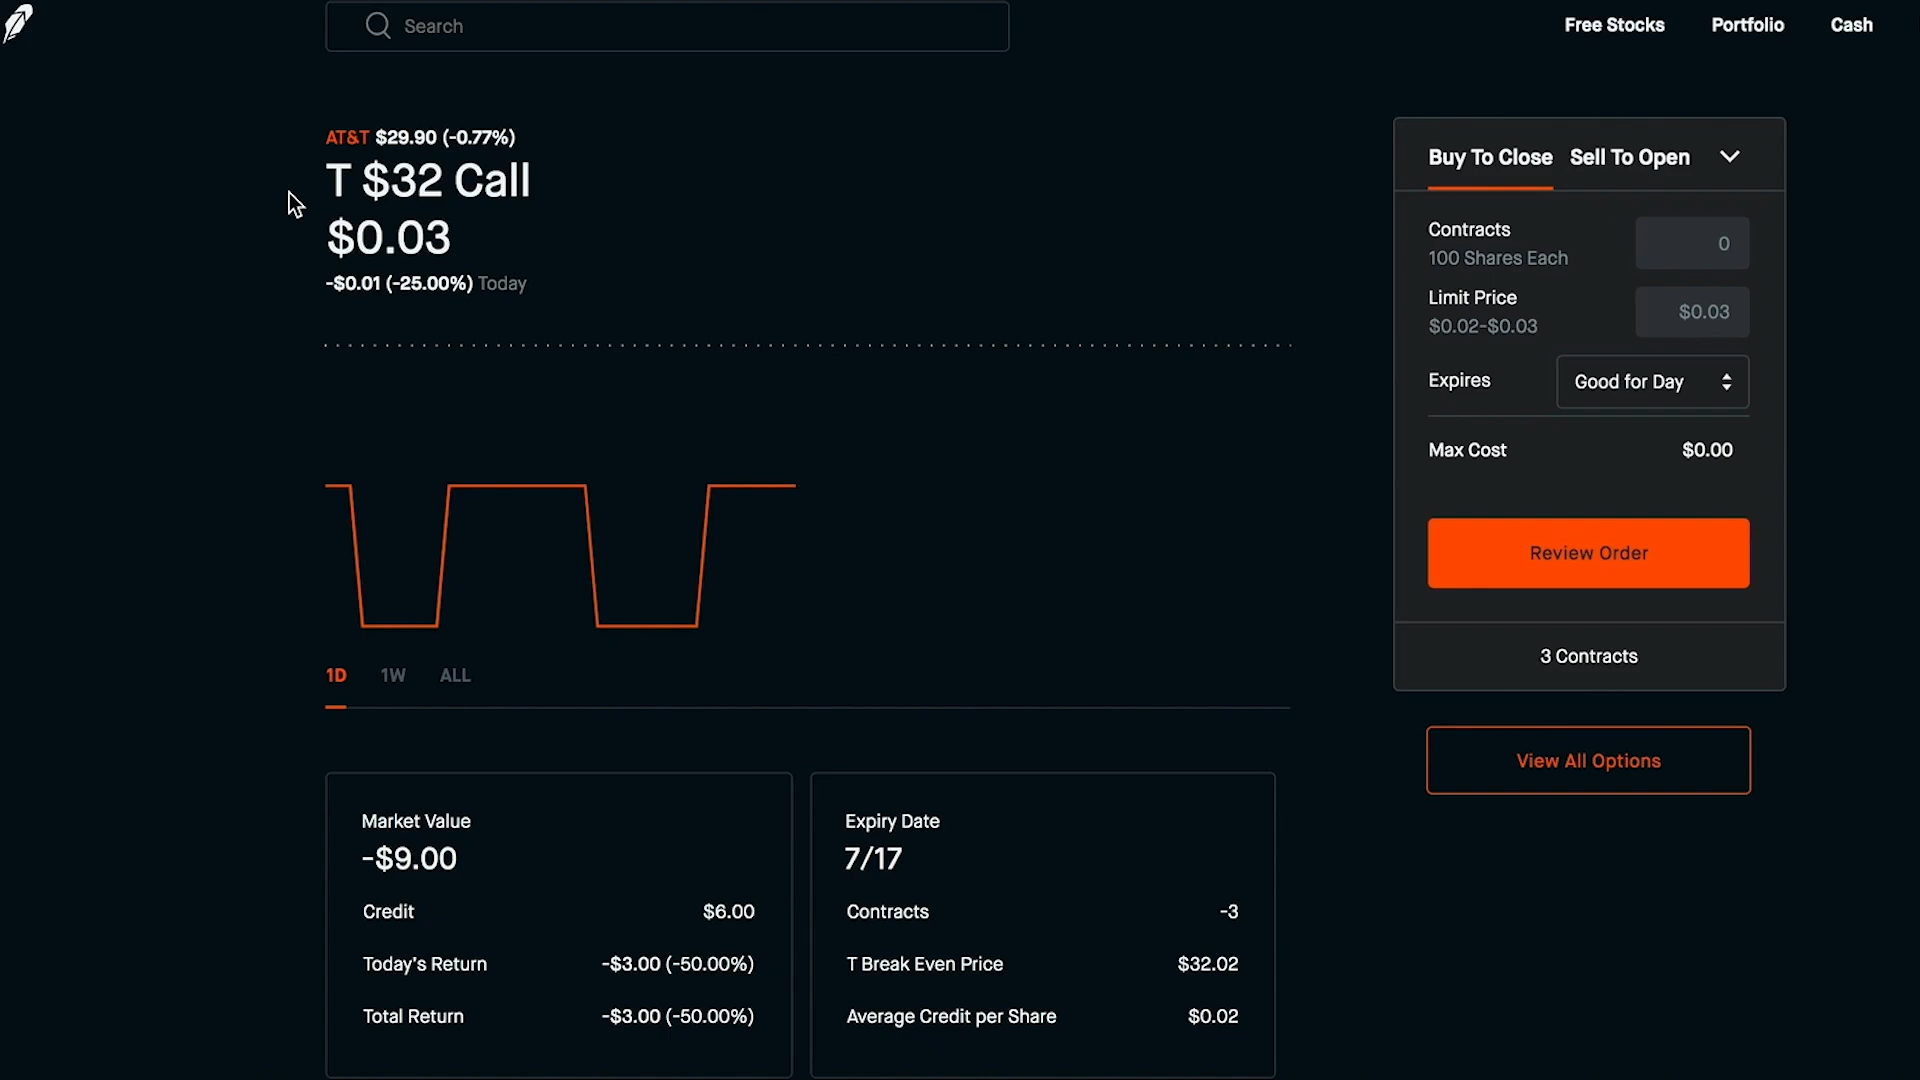 Search
Free Stocks
Portfolio
Cash
AT&T $29.90 (-0.77%)
T $32 Call
$0.03
-$0.01 (-25.00%) Today
1D
1W
ALL
Buy To Close
Sell To Open
Contracts
0
100 Shares Each
Limit Price
$0.03
$0.02-$0.03
Expires
Good for Day
Max Cost
$0.00
Review Order
3 Contracts
View All Options
Market Value
-$9.00
Credit
$6.00
Today's Return
-$3.00 (-50.00%)
Total Return
-$3.00 (-50.00%)
Expiry Date
7/17
Contracts
-3
T Break Even Price
$32.02
Average Credit per Share
$0.02